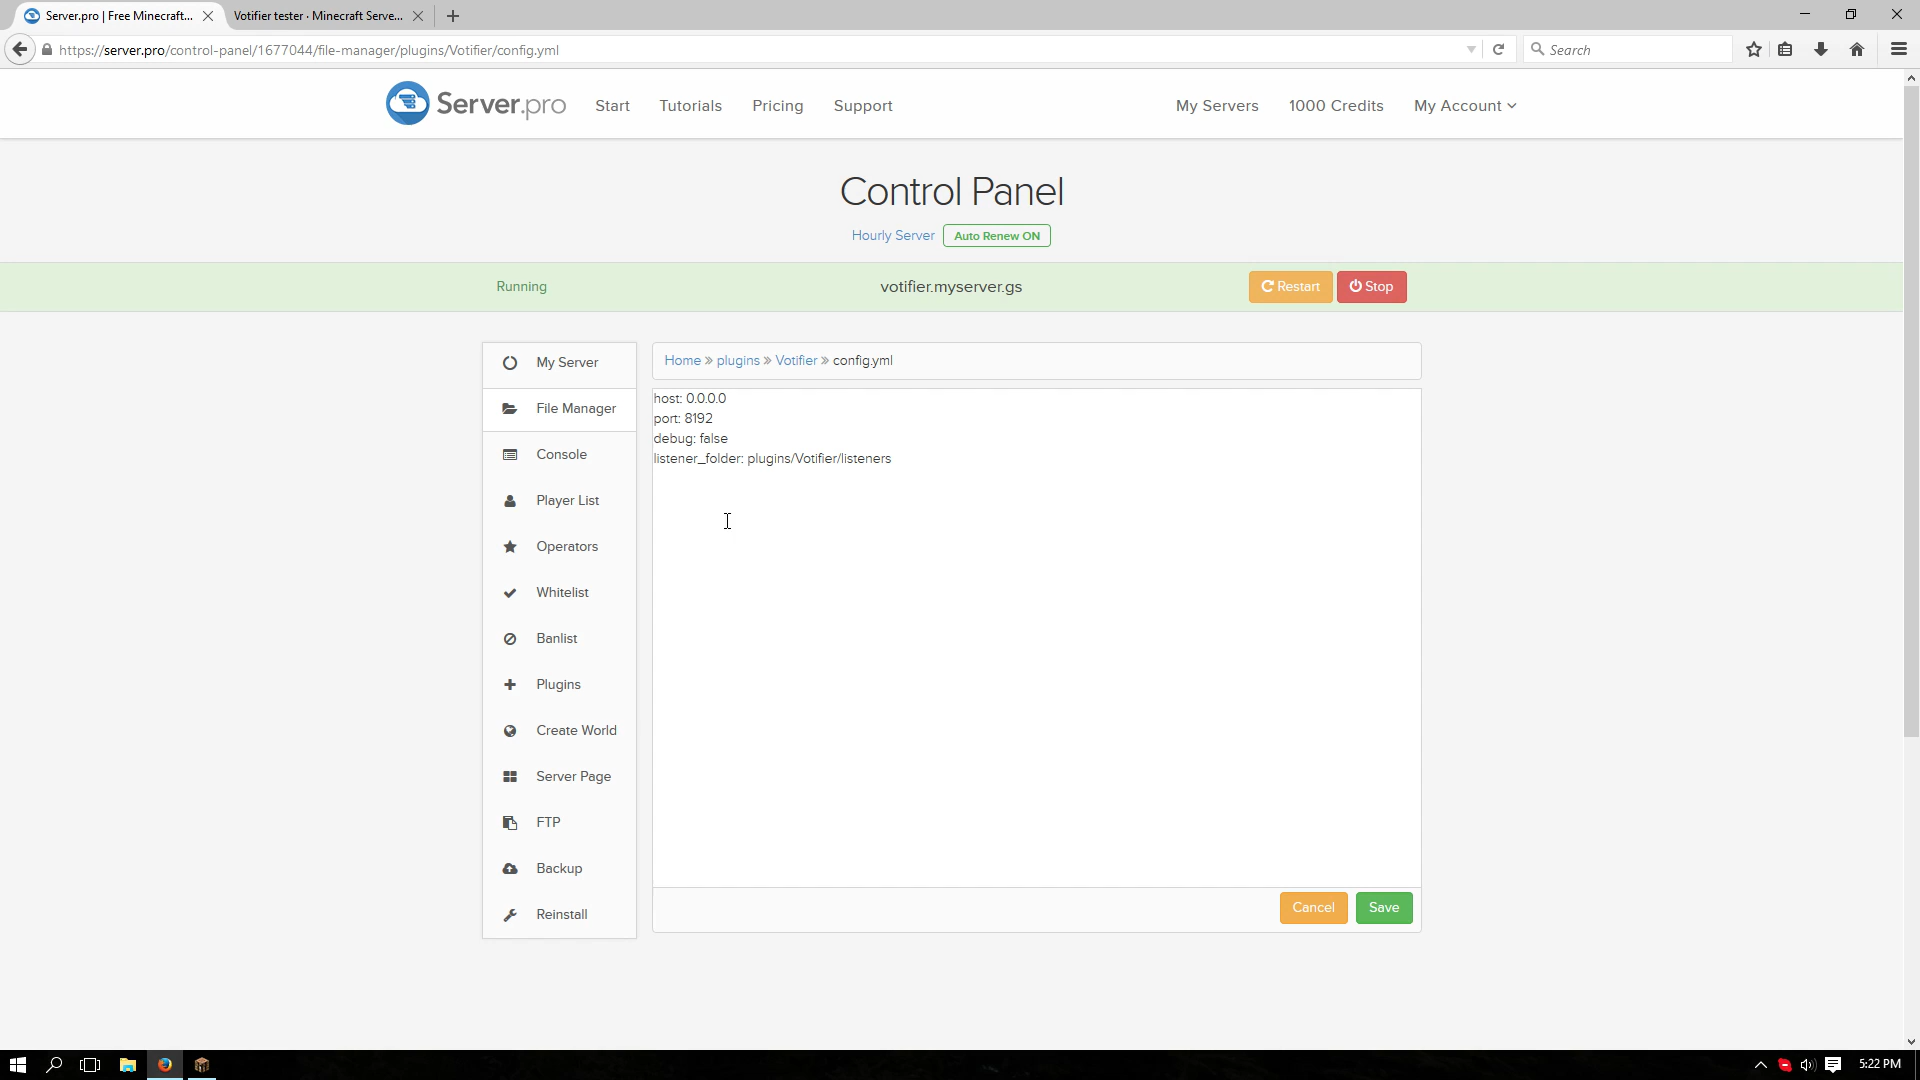 Server.pro | Free Minecraft...
Votifier tester · Minecraft Serve...
https://server.pro/control-panel/1677044/file-manager/plugins/Votifier/config.yml
Search
Server.pro
Start
Tutorials
Pricing
Support
My Servers
1000 Credits
My Account
Control Panel
Hourly Server
Auto Renew ON
Running
votifier.myserver.gs
Restart
Stop
My Server
File Manager
Console
Player List
Operators
Whitelist
Banlist
Plugins
Create World
Server Page
FTP
Backup
Reinstall
Home » plugins » Votifier » config.yml
host: 0.0.0.0
port: 8192
debug: false
listener_folder: plugins/Votifier/listeners
Cancel
Save
5:22 PM